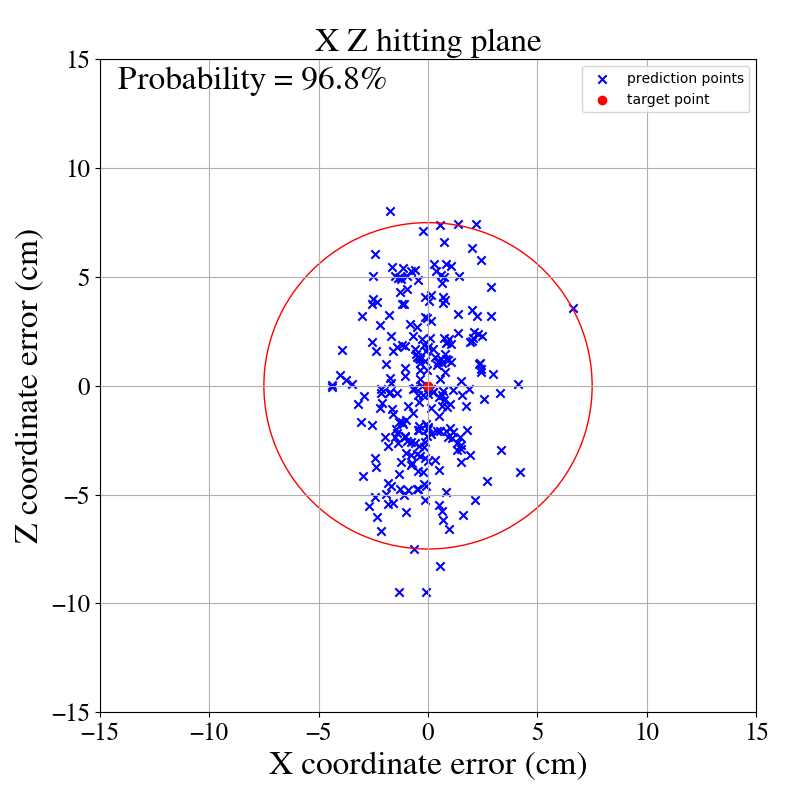 X Z hitting plane
Probability = 96.8%
prediction points
target point
Z coordinate error (cm)
15
10
5
0
−5
−10
−15
−15
−10
−5
0
5
10
15
X coordinate error (cm)